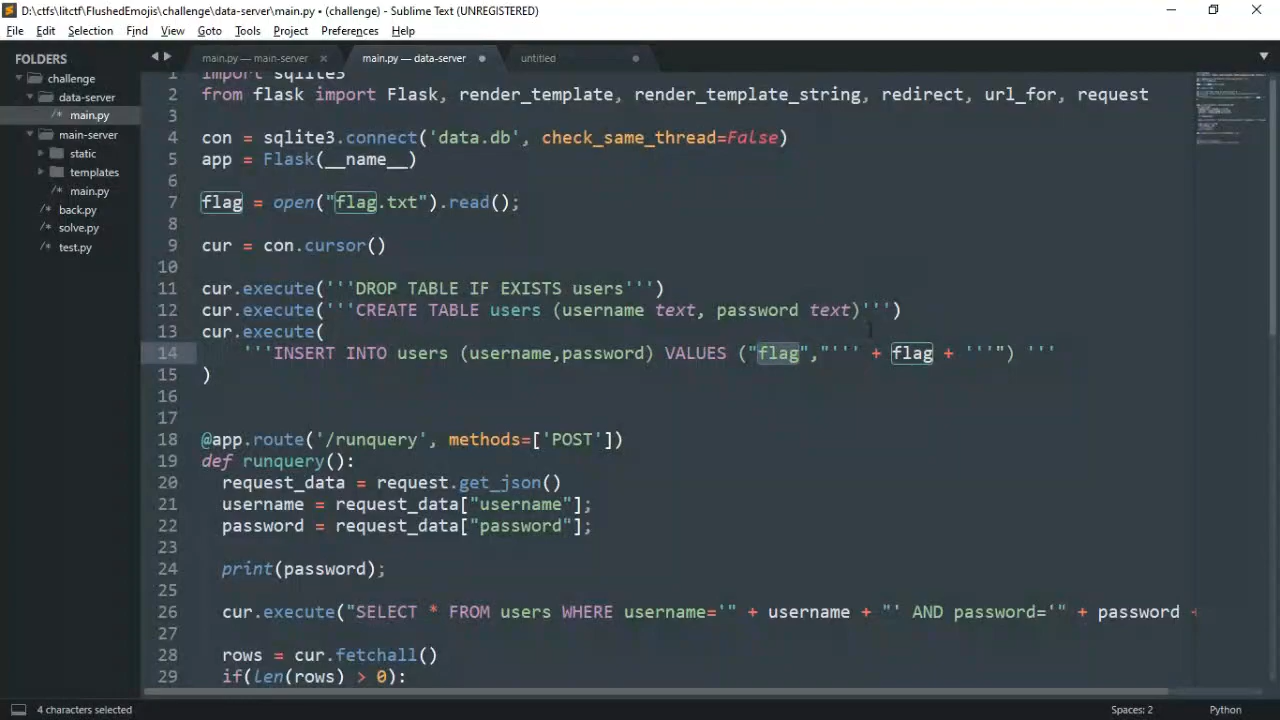 D:\ctfs\litctf\FlushedEmojis\challenge\data-server\main.py • (challenge) - Sublime Text (UNREGISTERED)
File Edit Selection Find View Goto Tools Project Preferences Help
FOLDERS
challenge
data-server
main.py
main-server
static
templates
main.py
back.py
solve.py
test.py
main.py — main-server
main.py — data-server
untitled
1 import sqlite3
2 from flask import Flask, render_template, render_template_string, redirect, url_for, request
3
4 con = sqlite3.connect('data.db', check_same_thread=False)
5 app = Flask(__name__)
6
7 flag = open("flag.txt").read();
8
9 cur = con.cursor()
10
11 cur.execute('''DROP TABLE IF EXISTS users''')
12 cur.execute('''CREATE TABLE users (username text, password text)''')
13 cur.execute(
14 '''INSERT INTO users (username,password) VALUES ("flag","''' + flag + '''") '''
15 )
16
17
18 @app.route('/runquery', methods=['POST'])
19 def runquery():
20 request_data = request.get_json()
21 username = request_data["username"];
22 password = request_data["password"];
23
24 print(password);
25
26 cur.execute("SELECT * FROM users WHERE username='" + username + "' AND password='" + password +
27
28 rows = cur.fetchall()
29 if(len(rows) > 0):
4 characters selected
Spaces: 2
Python